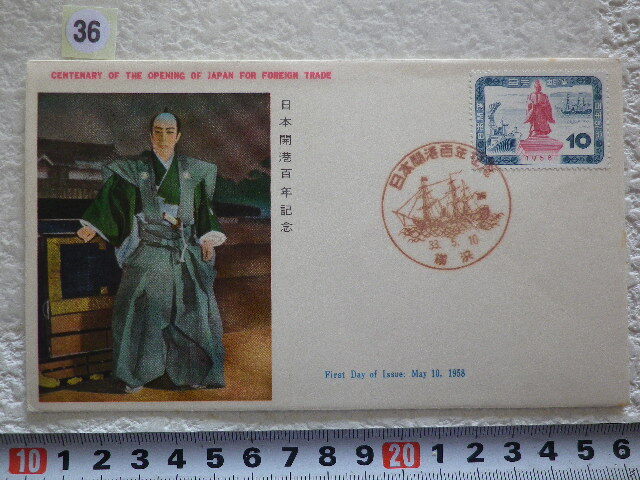 36
CENTENARY OF THE OPENING OF JAPAN FOR FOREIGN TRADE
日本開港百年記念
日本郵便
10
1958
日本開港百年記念
33.5.10
横浜
First Day of Issue: May 10, 1958
10 1 2 3 4 5 6 7 8 9 20 1 2 3 4 5 6